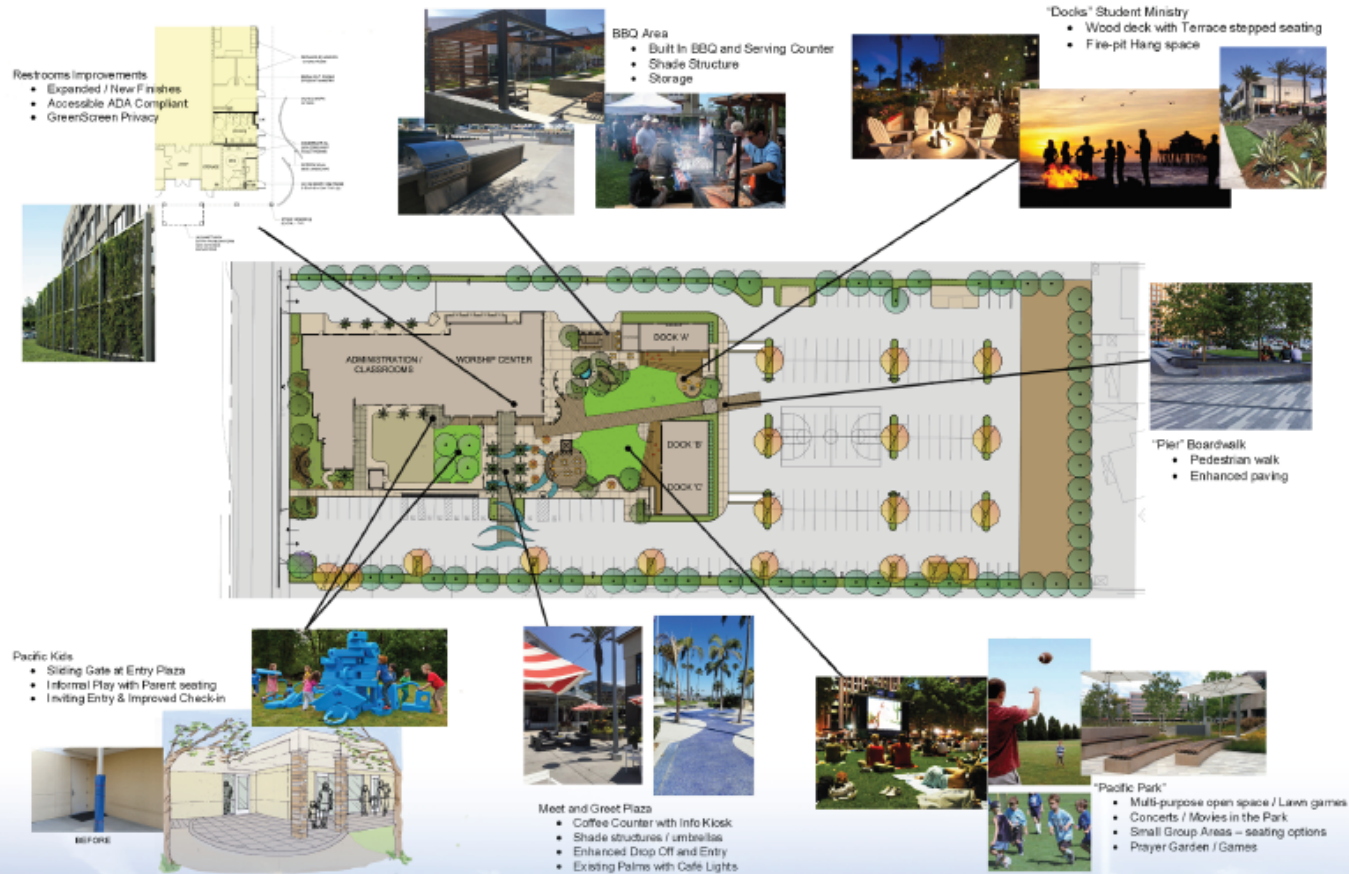 Restrooms Improvements
• Expanded / New Finishes
• Accessible ADA Compliant
• GreenScreen Privacy
BBQ Area
• Built In BBQ and Serving Counter
• Shade Structure
• Storage
"Docks" Student Ministry
• Wood deck with Terrace stepped seating
• Fire-pit Hang space
ADMINISTRATION /
CLASSROOMS
WORSHIP CENTER
DOCK 'A'
DOCK 'B'
DOCK 'C'
"Pier" Boardwalk
• Pedestrian walk
• Enhanced paving
Pacific Kids
• Sliding Gate at Entry Plaza
• Informal Play with Parent seating
• Inviting Entry & Improved Check-in
BEFORE
Meet and Greet Plaza
• Coffee Counter with Info Kiosk
• Shade structures / umbrellas
• Enhanced Drop Off and Entry
• Existing Palms with Café Lights
"Pacific Park"
• Multi-purpose open space / Lawn games
• Concerts / Movies in the Park
• Small Group Areas – seating options
• Prayer Garden / Games